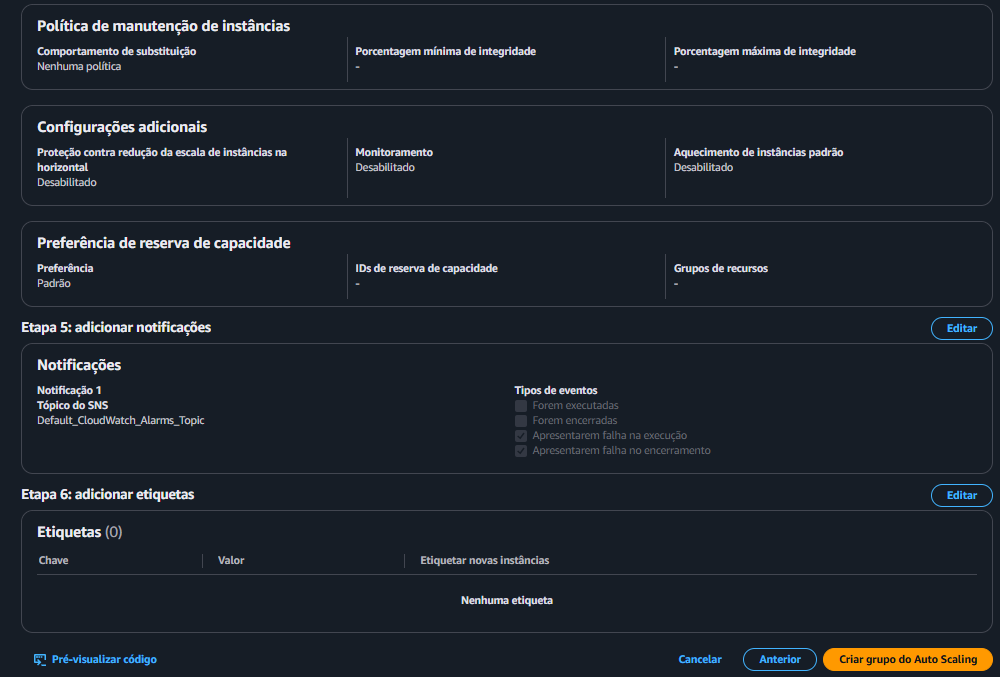 Política de manutenção de instâncias
Comportamento de substituição
Nenhuma política
Porcentagem mínima de integridade
-
Porcentagem máxima de integridade
-
Configurações adicionais
Proteção contra redução da escala de instâncias na
horizontal
Desabilitado
Monitoramento
Desabilitado
Aquecimento de instâncias padrão
Desabilitado
Preferência de reserva de capacidade
Preferência
Padrão
IDs de reserva de capacidade
-
Grupos de recursos
-
Etapa 5: adicionar notificações
Editar
Notificações
Notificação 1
Tópico do SNS
Default_CloudWatch_Alarms_Topic
Tipos de eventos
Forem executadas
Forem encerradas
Apresentarem falha na execução
Apresentarem falha no encerramento
Etapa 6: adicionar etiquetas
Editar
Etiquetas (0)
Chave
Valor
Etiquetar novas instâncias
Nenhuma etiqueta
Pré-visualizar código
Cancelar
Anterior
Criar grupo do Auto Scaling